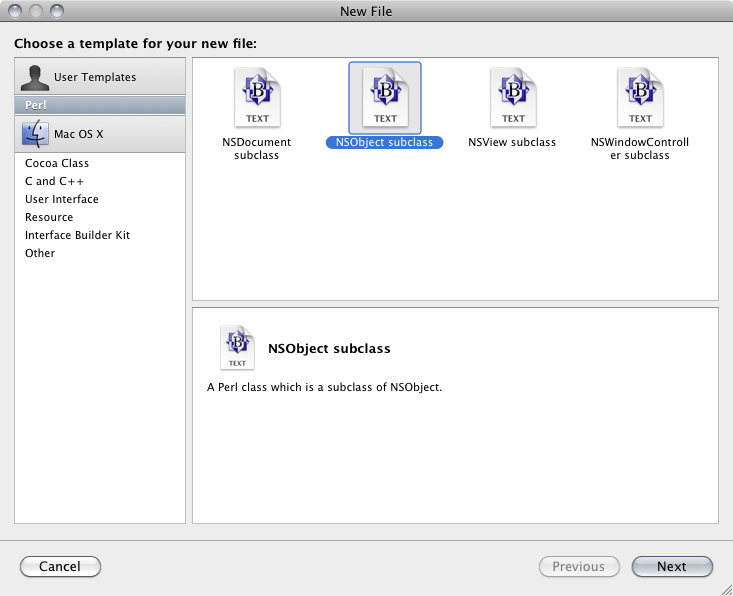 New File
Choose a template for your new file:
User Templates
Perl
Mac OS X
Cocoa Class
C and C++
User Interface
Resource
Interface Builder Kit
Other
B
TEXT
NSDocument
subclass
B
TEXT
NSObject subclass
B
TEXT
NSView subclass
B
TEXT
NSWindowControll
er subclass
B
TEXT
NSObject subclass
A Perl class which is a subclass of NSObject.
Cancel
Previous
Next